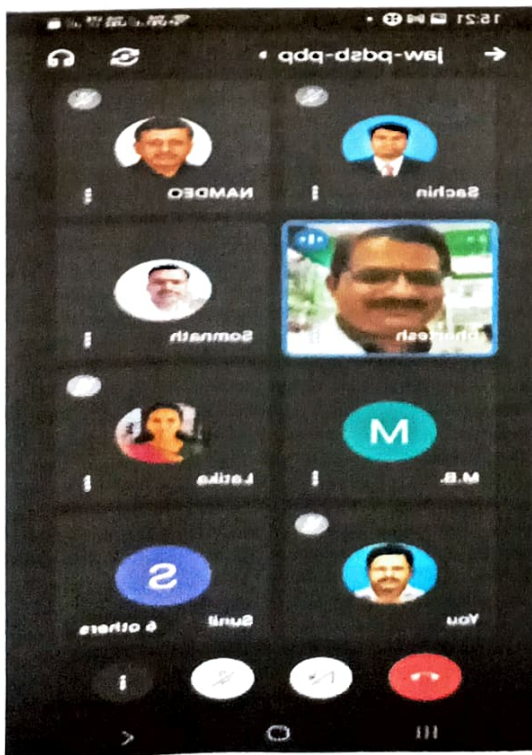 15:21
jaw-pdsb-pbp
Sachin
NAMDEO
Somnath
M.B.
M
Latika
You
S
Sunil
6 others